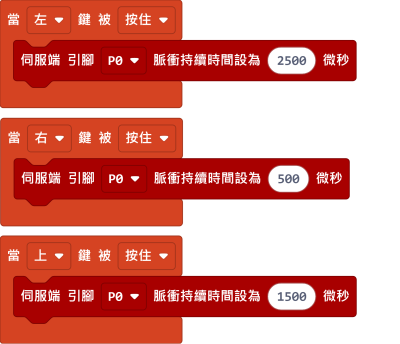 當 左 鍵 被 按住
伺服端 引腳 P0 脈衝持續時間設為 2500 微秒
當 右 鍵 被 按住
伺服端 引腳 P0 脈衝持續時間設為 500 微秒
當 上 鍵 被 按住
伺服端 引腳 P0 脈衝持續時間設為 1500 微秒